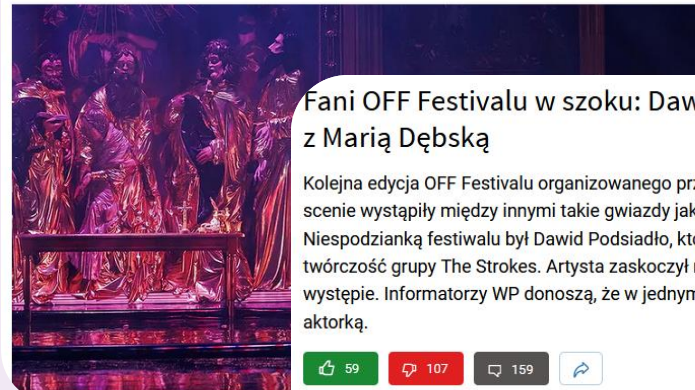 Fani OFF Festivalu w szoku: Daw
z Marią Dębską
Kolejna edycja OFF Festivalu organizowanego prz
scenie wystąpiły między innymi takie gwiazdy jak
Niespodzianką festiwalu był Dawid Podsiadło, któ
twórczość grupy The Strokes. Artysta zaskoczył
występie. Informatorzy WP donoszą, że w jednym
aktorką.
59 107 159